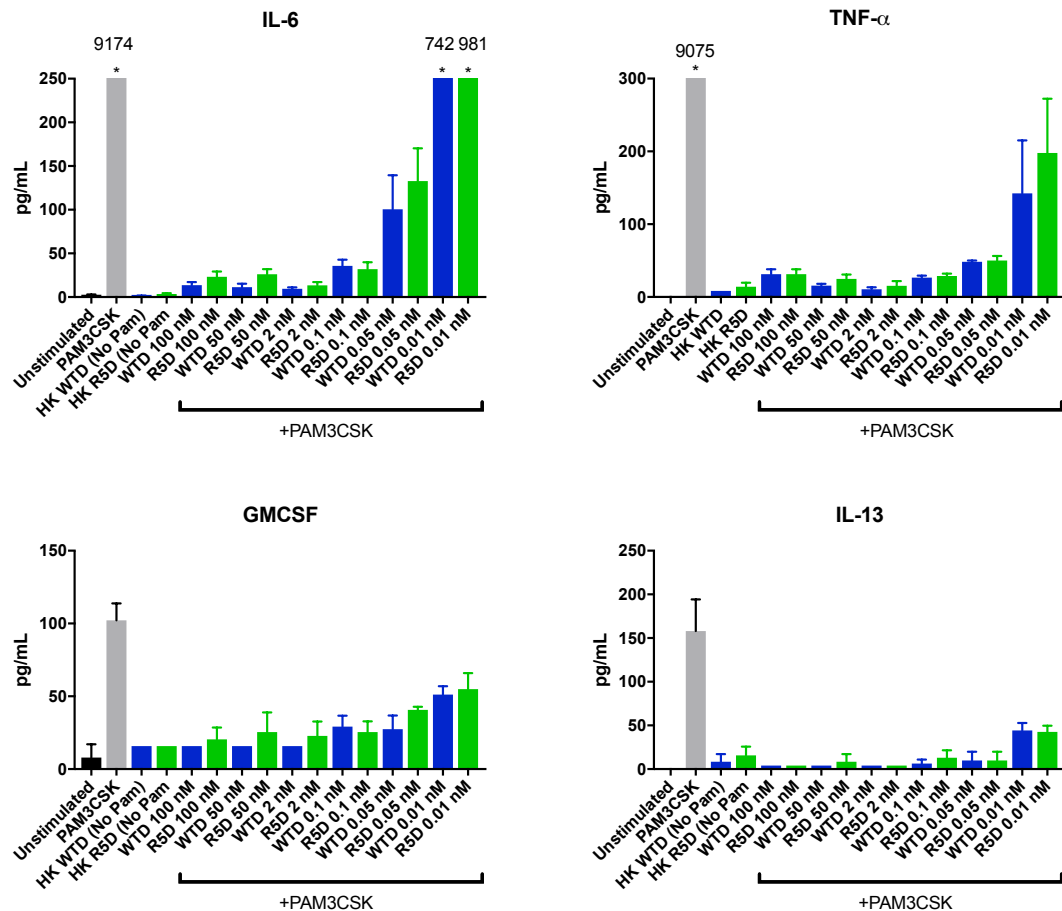 IL-6
9174
742 981
* * *
250
200
150
100
50
0
pg/mL
Unstimulated
PAM3CSK
HK WTD (No Pam)
HK R5D (No Pam
WTD 100 nM
R5D 100 nM
WTD 50 nM
R5D 50 nM
WTD 2 nM
R5D 2 nM
WTD 0.1 nM
R5D 0.1 nM
WTD 0.05 nM
R5D 0.05 nM
WTD 0.01 nM
R5D 0.01 nM
+PAM3CSK
TNF-α
9075
*
300
200
100
0
pg/mL
Unstimulated
PAM3CSK
HK WTD
HK R5D
WTD 100 nM
R5D 100 nM
WTD 50 nM
R5D 50 nM
WTD 2 nM
R5D 2 nM
WTD 0.1 nM
R5D 0.1 nM
WTD 0.05 nM
R5D 0.05 nM
WTD 0.01 nM
R5D 0.01 nM
+PAM3CSK
GMCSF
150
100
50
0
pg/mL
Unstimulated
PAM3CSK
HK WTD (No Pam)
HK R5D (No Pam
WTD 100 nM
R5D 100 nM
WTD 50 nM
R5D 50 nM
WTD 2 nM
R5D 2 nM
WTD 0.1 nM
R5D 0.1 nM
WTD 0.05 nM
R5D 0.05 nM
WTD 0.01 nM
R5D 0.01 nM
+PAM3CSK
IL-13
250
200
150
100
50
0
pg/mL
Unstimulated
PAM3CSK
HK WTD (No Pam)
HK R5D (No Pam
WTD 100 nM
R5D 100 nM
WTD 50 nM
R5D 50 nM
WTD 2 nM
R5D 2 nM
WTD 0.1 nM
R5D 0.1 nM
WTD 0.05 nM
R5D 0.05 nM
WTD 0.01 nM
R5D 0.01 nM
+PAM3CSK